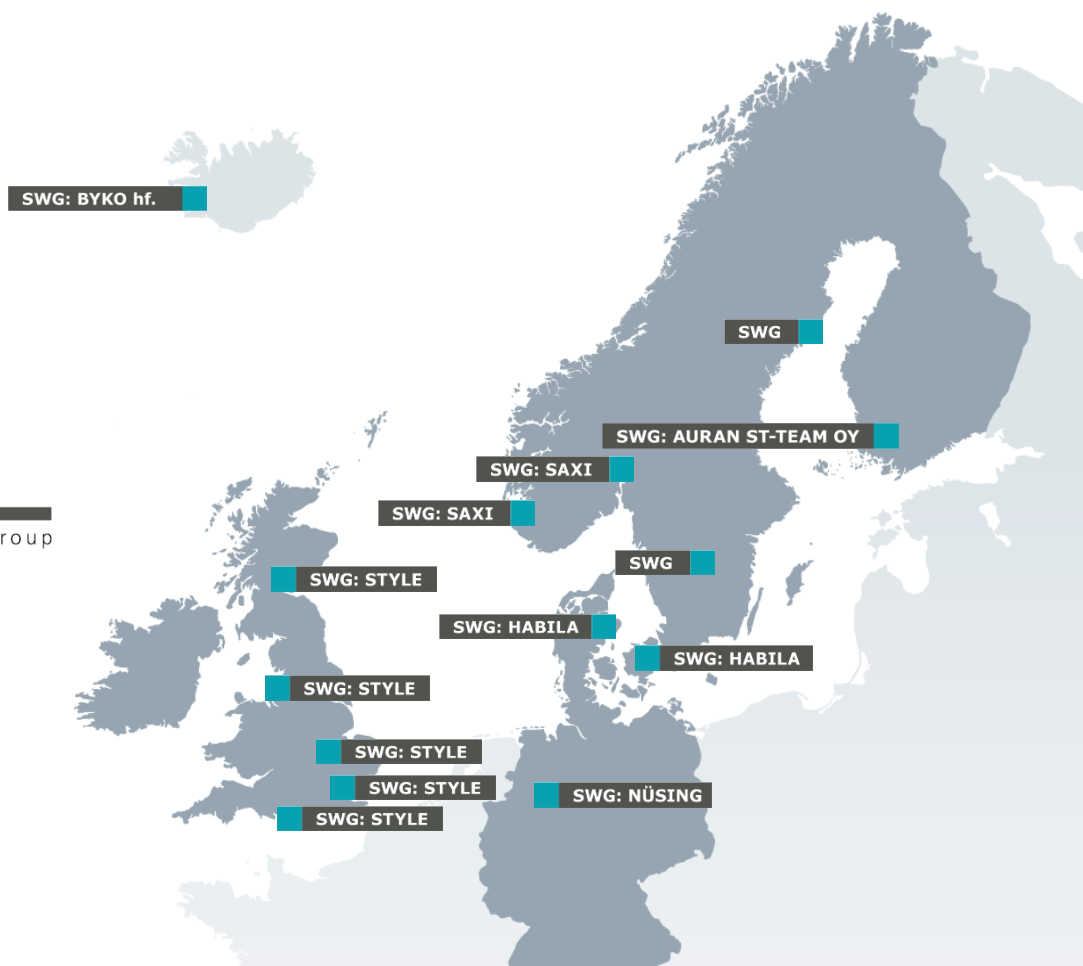 SWG: BYKO hf.
SWG
SWG: AURAN ST-TEAM OY
SWG: SAXI
SWG: SAXI
roup
SWG
SWG: STYLE
SWG: HABILA
SWG: HABILA
SWG: STYLE
SWG: STYLE
SWG: STYLE
SWG: NÜSING
SWG: STYLE